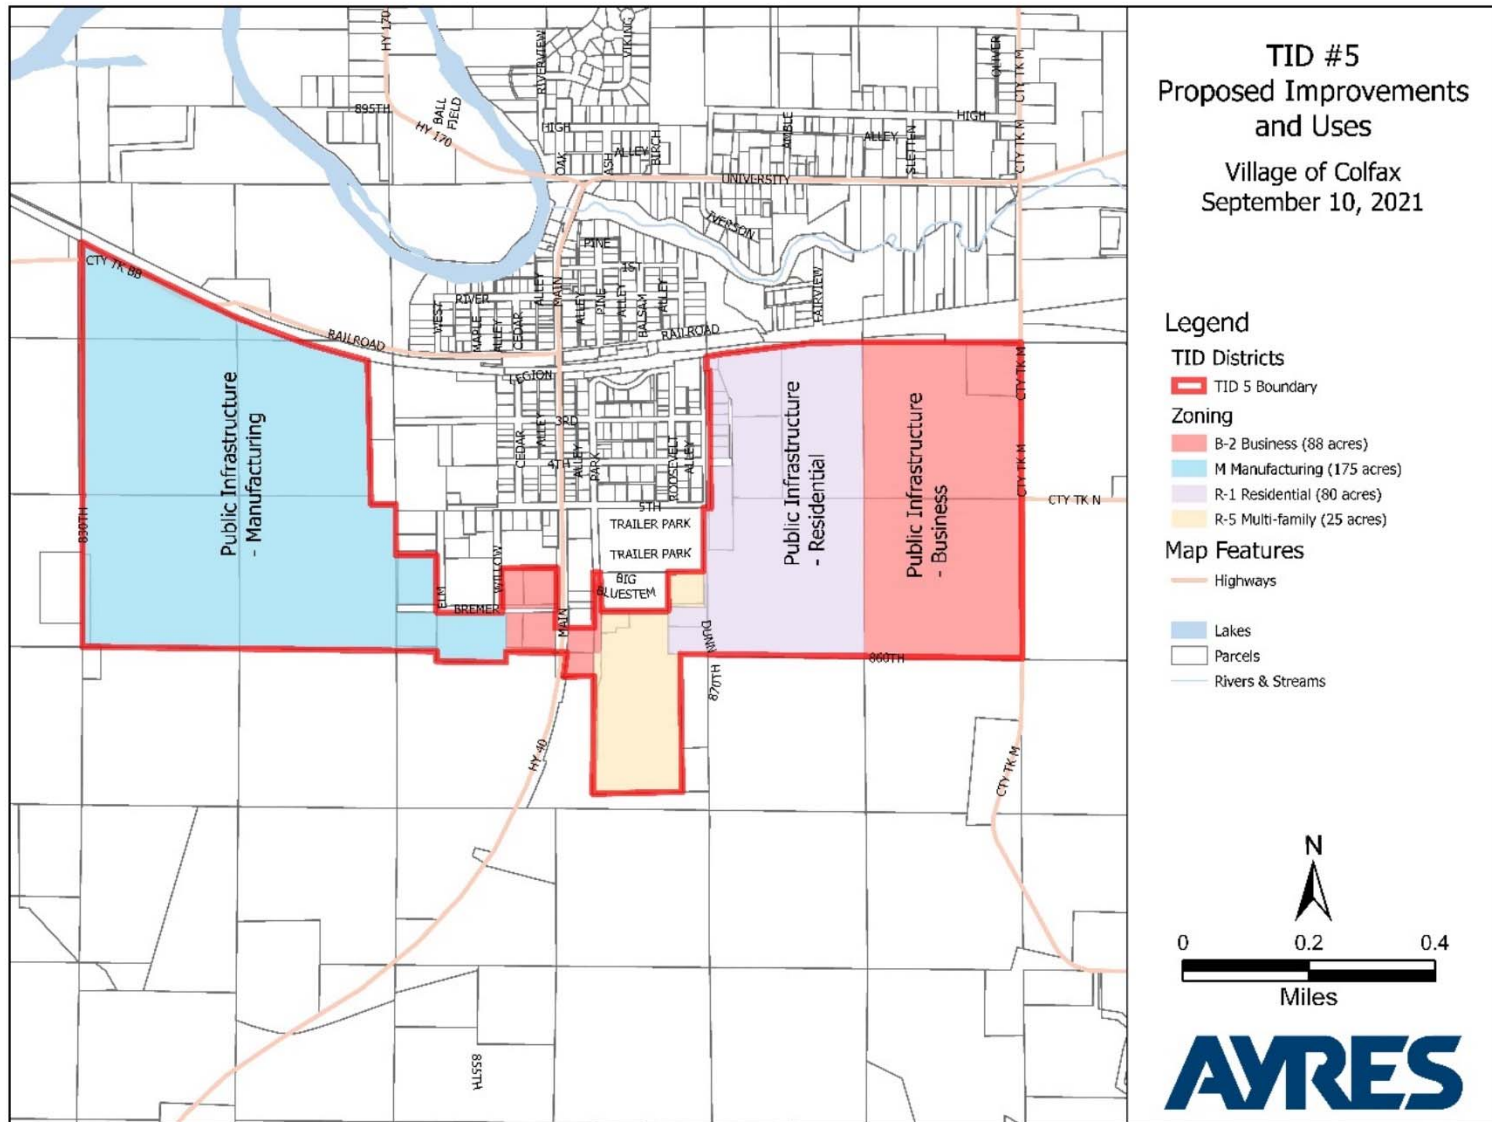 TID #5
Proposed Improvements
and Uses
Village of Colfax
September 10, 2021
Legend
TID Districts
TID 5 Boundary
Zoning
B-2 Business (88 acres)
M Manufacturing (175 acres)
R-1 Residential (80 acres)
R-5 Multi-family (25 acres)
Map Features
Highways
Lakes
Parcels
Rivers & Streams
N
0 0.2 0.4
Miles
AYRES
HY 170
RIVERVIEW
VIKING
OLIVER
CTY TK M
895TH
BALL
FIELD
HY 170
HIGH
OAK
ASH
ALLEY
BIRCH
AMBLE
ALLEY
SLETTEN
HIGH
CTY TK M
UNIVERSITY
IVERSON
PINE
1ST
CTY TK BB
RIVER
WEST
MAPLE
ALLEY
CEDAR
ALLEY
MAIN
ALLEY
PINE
ALLEY
BALSAM
ALLEY
FAIRVIEW
RAILROAD
RAILROAD
LEGION
CTY TK M
3RD
CEDAR
ALLEY
4TH
ALLEY
PARK
ROOSEVELT
ALLEY
CTY TK M
Public Infrastructure
- Manufacturing
Public Infrastructure
- Residential
Public Infrastructure
- Business
830TH
5TH
TRAILER PARK
TRAILER PARK
CTY TK N
ELM
WILLOW
BREMER
MAIN
BIG
BLUESTEM
DUNN
860TH
870TH
HY 40
CTY TK M
855TH